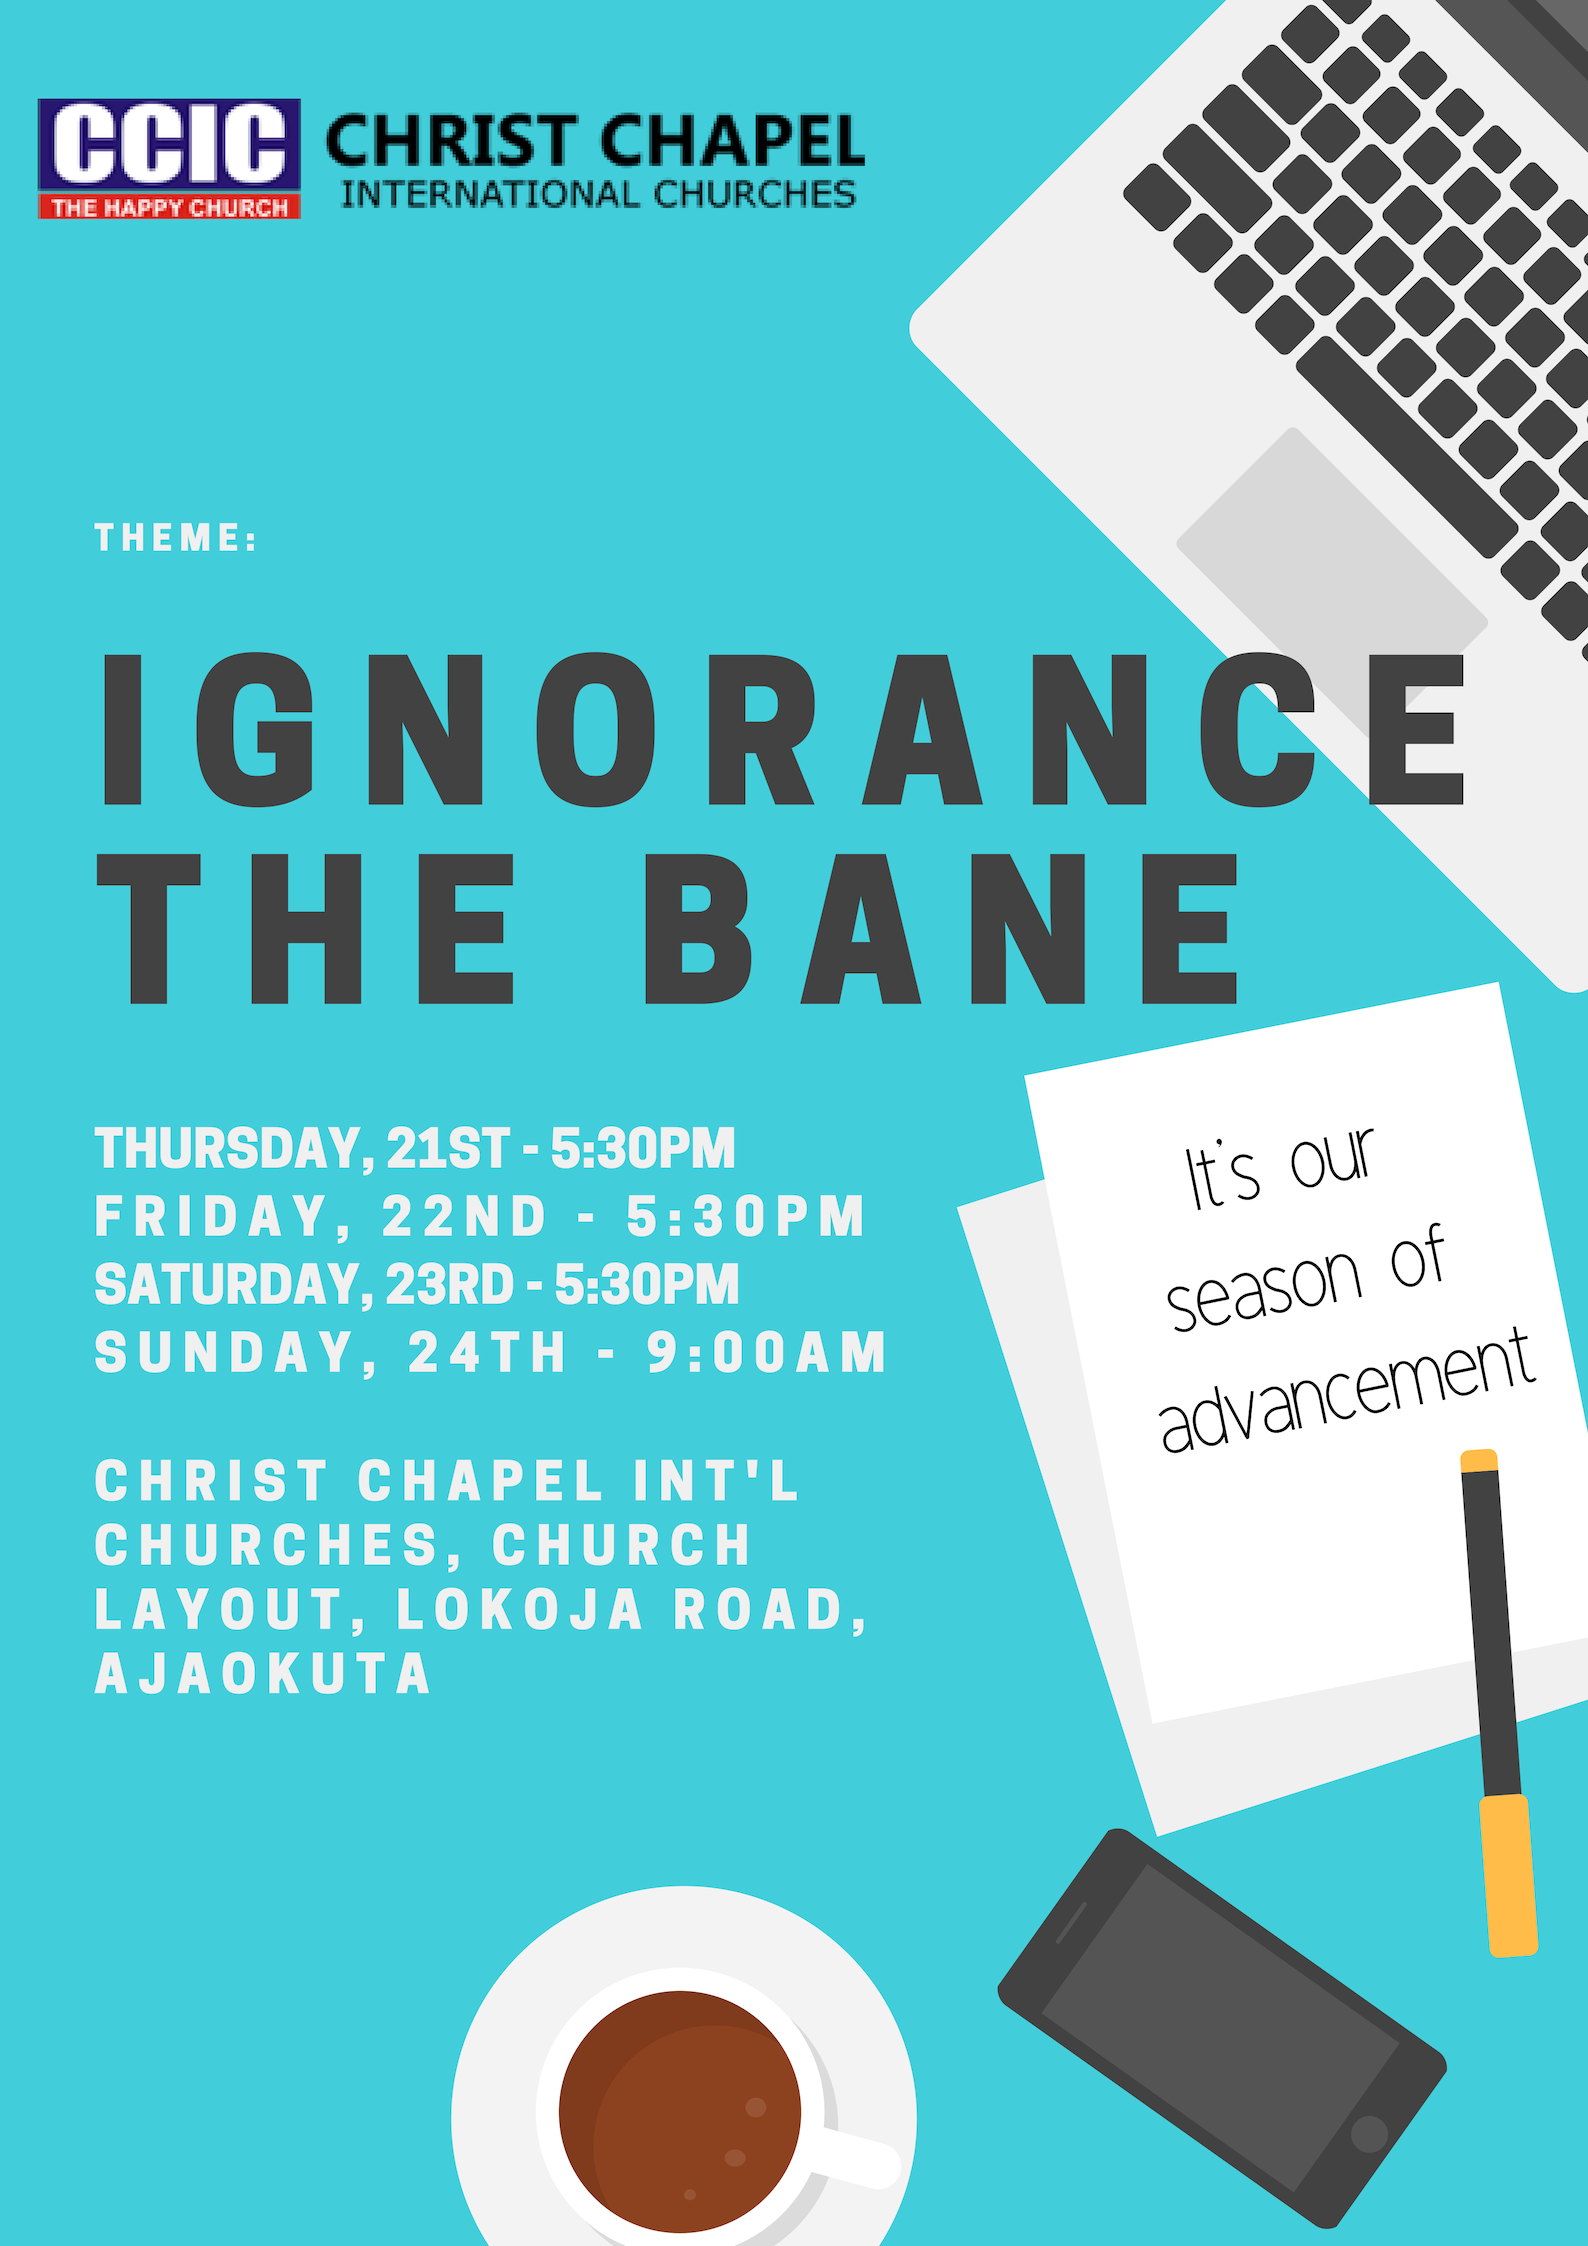 CCIC
THE HAPPY CHURCH
CHRIST CHAPEL
INTERNATIONAL CHURCHES
THEME:
IGNORANCE
THE BANE
THURSDAY, 21ST - 5:30PM
FRIDAY, 22ND - 5:30PM
SATURDAY, 23RD - 5:30PM
SUNDAY, 24TH - 9:00AM
CHRIST CHAPEL INT'L
CHURCHES, CHURCH
LAYOUT, LOKOJA ROAD,
AJAOKUTA
It's our
season of
advancement